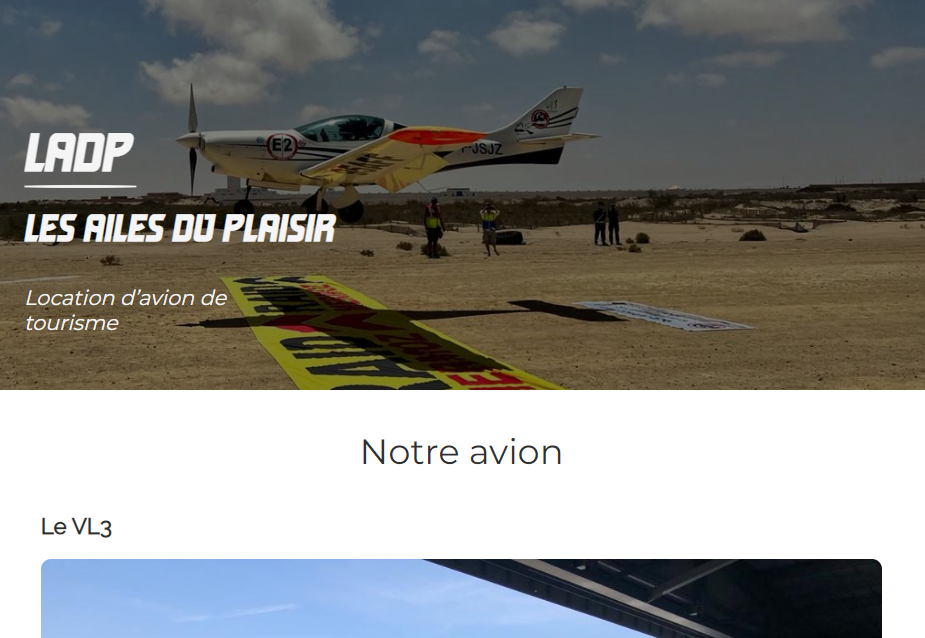 LADP
LES AILES DU PLAISIR
Location d’avion de
tourisme
E2
-JSJZ
Notre avion
Le VL3